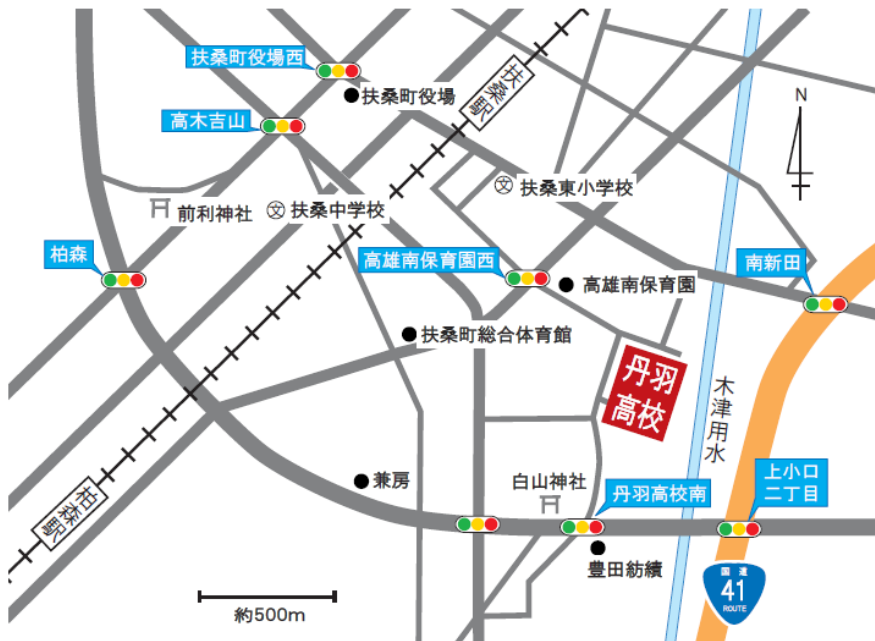 扶桑町役場西
扶桑町役場
扶桑駅
N
高木吉山
文
扶桑東小学校
前利神社
文
扶桑中学校
柏森
高雄南保育園西
高雄南保育園
南新田
扶桑町総合体育館
丹羽
高校
木津用水
兼房
白山神社
丹羽高校南
上小口
二丁目
柏森駅
豊田紡績
約500m
国道
41
ROUTE